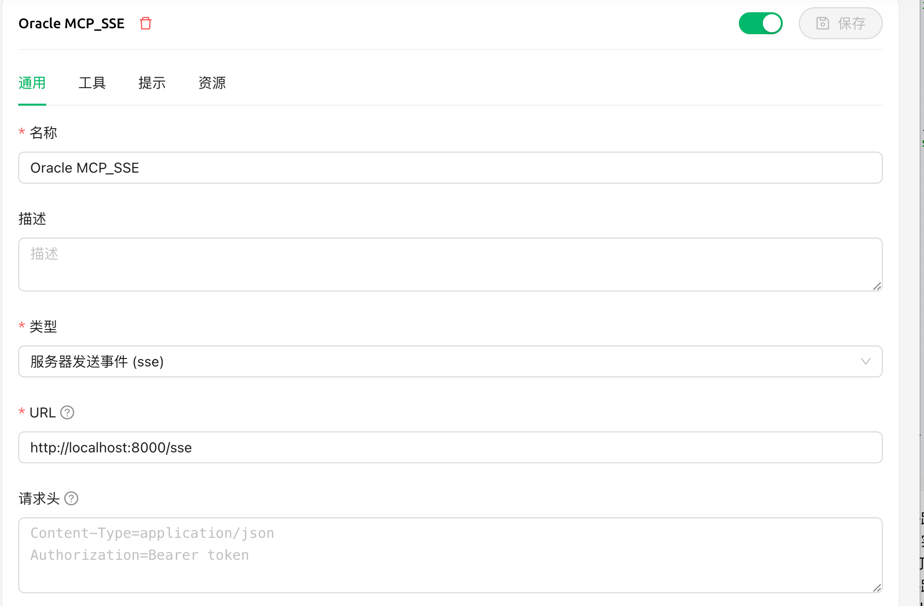 Oracle MCP_SSE
保存
通用 工具 提示 资源
* 名称
Oracle MCP_SSE
描述
描述
* 类型
服务器发送事件 (sse)
* URL
http://localhost:8000/sse
请求头
Content-Type=application/json
Authorization=Bearer token